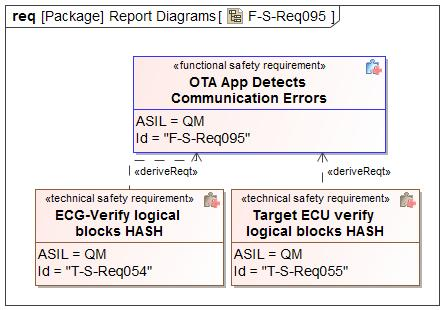 req [Package] Report Diagrams [ F-S-Req095 ]
«functional safety requirement»
OTA App Detects
Communication Errors
ASIL = QM
Id = "F-S-Req095"
«deriveReqt»
«deriveReqt»
«technical safety requirement»
ECG-Verify logical
blocks HASH
ASIL = QM
Id = "T-S-Req054"
«technical safety requirement»
Target ECU verify
logical blocks HASH
ASIL = QM
Id = "T-S-Req055"